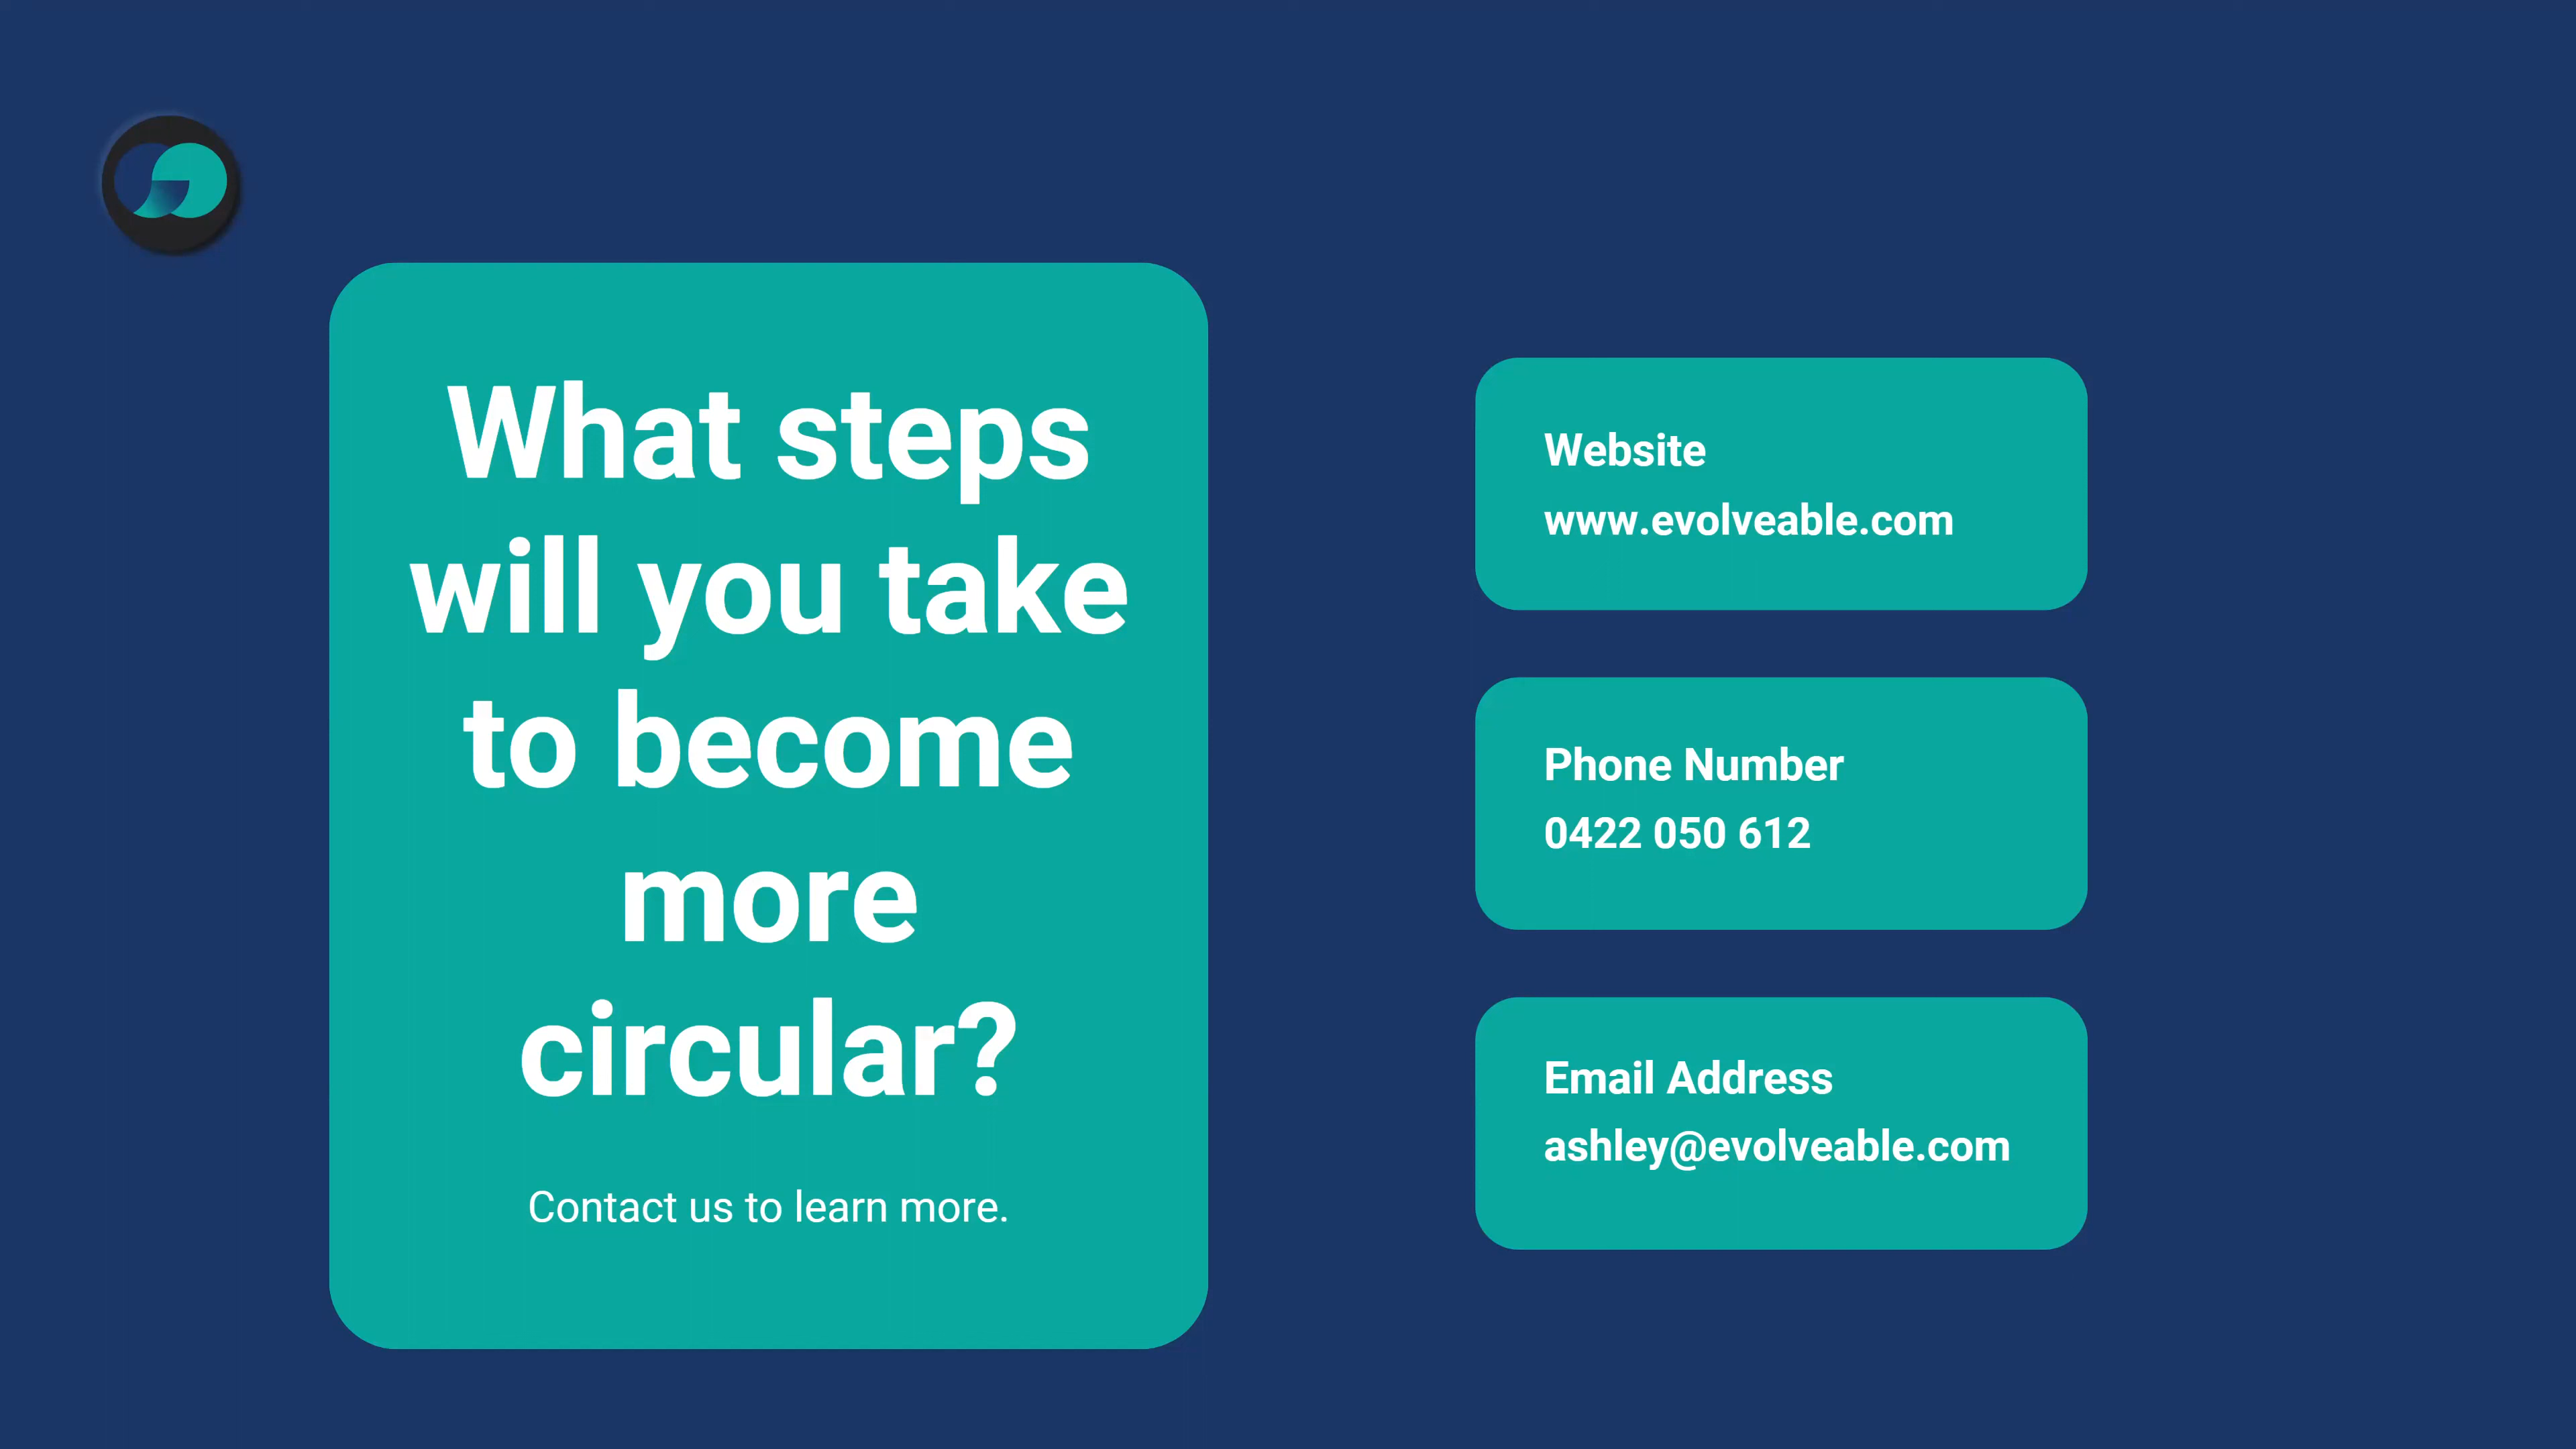 What steps
will you take
to become
more
circular?
Contact us to learn more.
Website
www.evolveable.com
Phone Number
0422 050 612
Email Address
ashley@evolveable.com